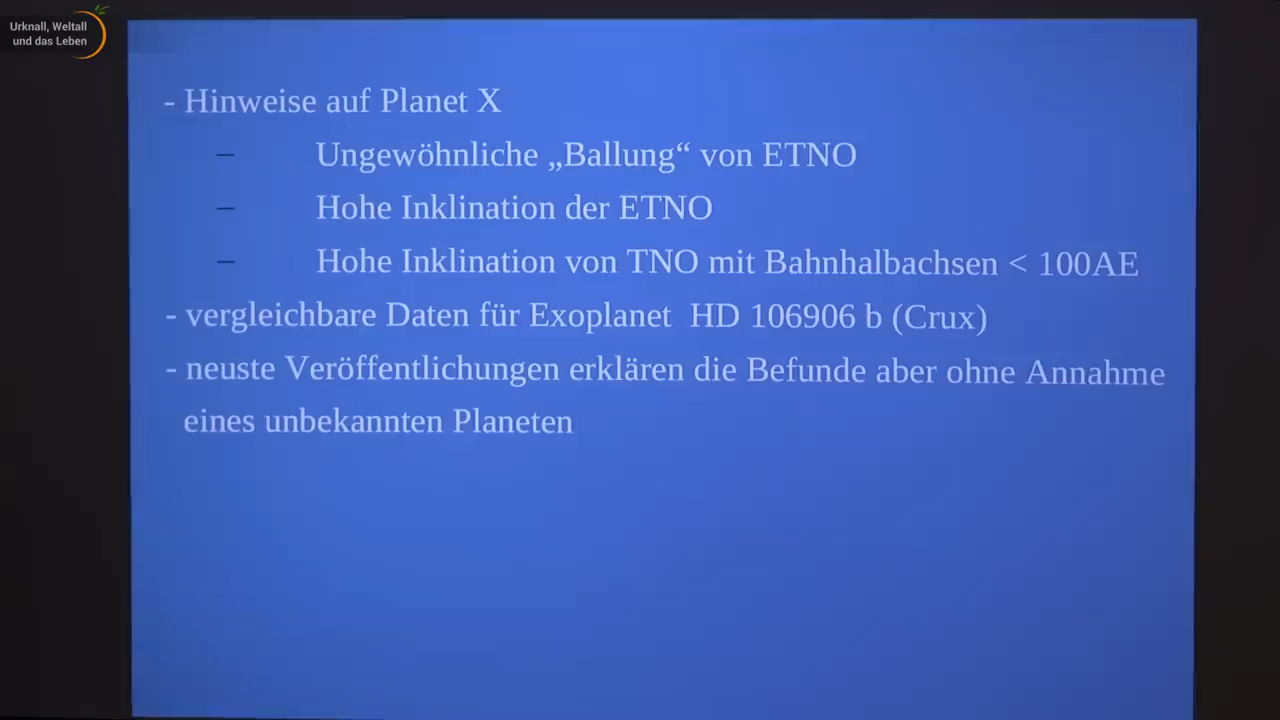 Urknall, Weltall
und das Leben
- Hinweise auf Planet X
– Ungewöhnliche „Ballung“ von ETNO
– Hohe Inklination der ETNO
– Hohe Inklination von TNO mit Bahnhalbachsen < 100AE
- vergleichbare Daten für Exoplanet HD 106906 b (Crux)
- neuste Veröffentlichungen erklären die Befunde aber ohne Annahme
eines unbekannten Planeten